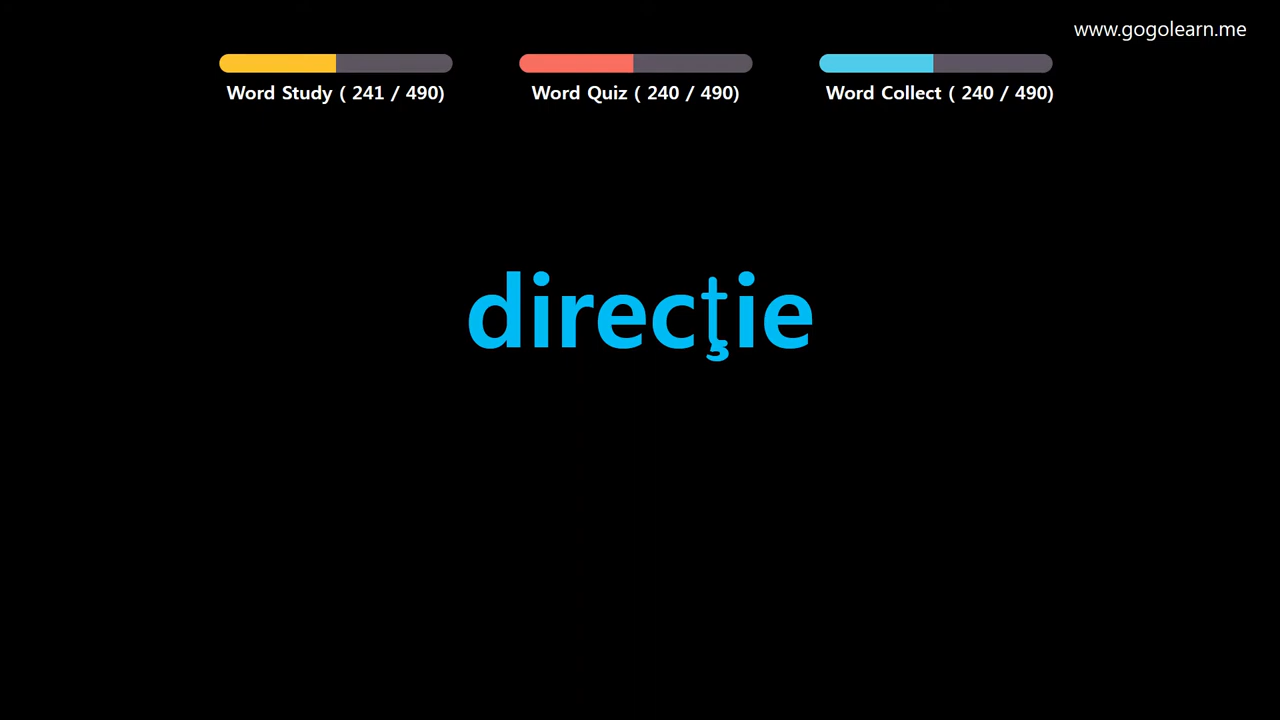 www.gogolearn.me
Word Study ( 241 / 490)
Word Quiz ( 240 / 490)
Word Collect ( 240 / 490)
direcţie